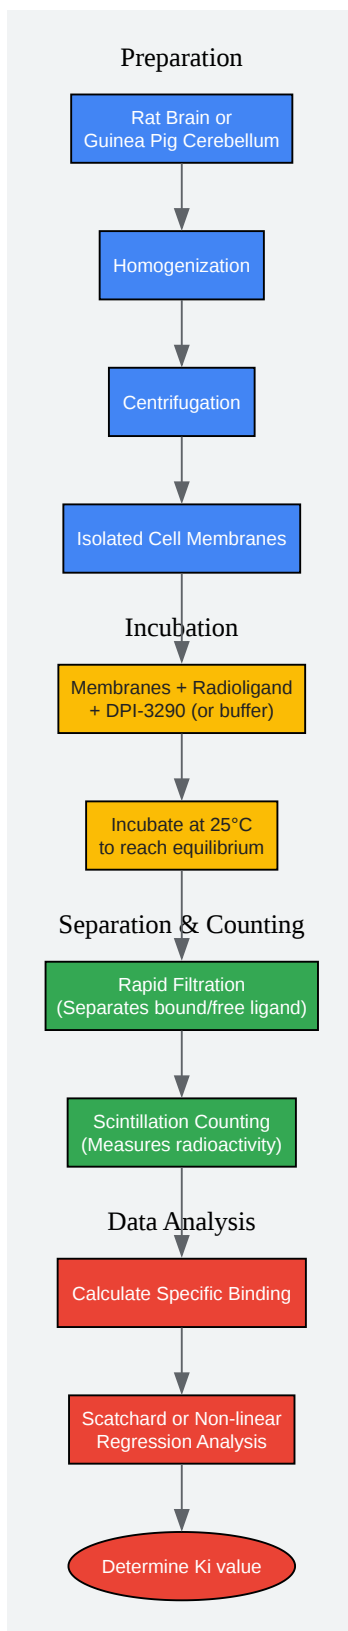 Preparation
Rat Brain or
Guinea Pig Cerebellum
Homogenization
Centrifugation
Isolated Cell Membranes
Incubation
Membranes + Radioligand
+ DPI-3290 (or buffer)
Incubate at 25°C
to reach equilibrium
Separation & Counting
Rapid Filtration
(Separates bound/free ligand)
Scintillation Counting
(Measures radioactivity)
Data Analysis
Calculate Specific Binding
Scatchard or Non-linear
Regression Analysis
Determine Ki value